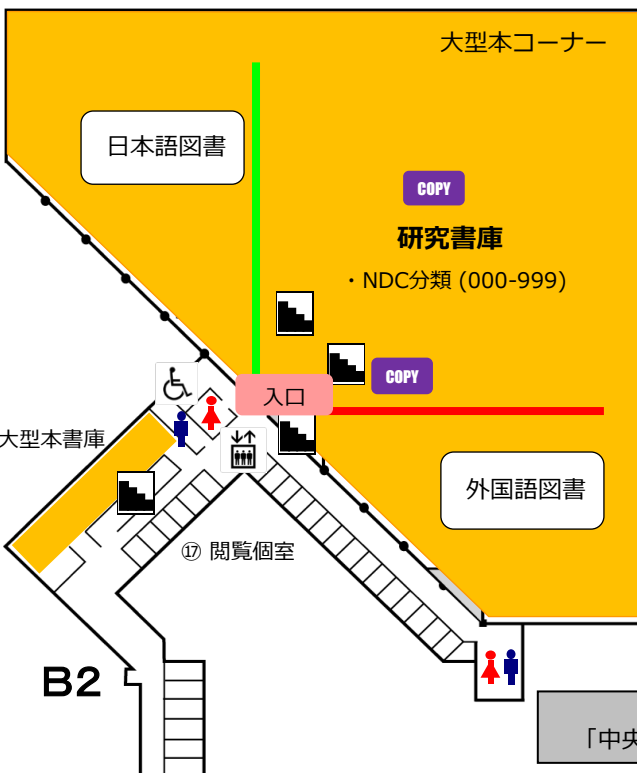 大型本コーナー
日本語図書
COPY
研究書庫
・NDC分類 (000-999)
COPY
入口
大型本書庫
外国語図書
⑰ 閲覧個室
B2
「中央